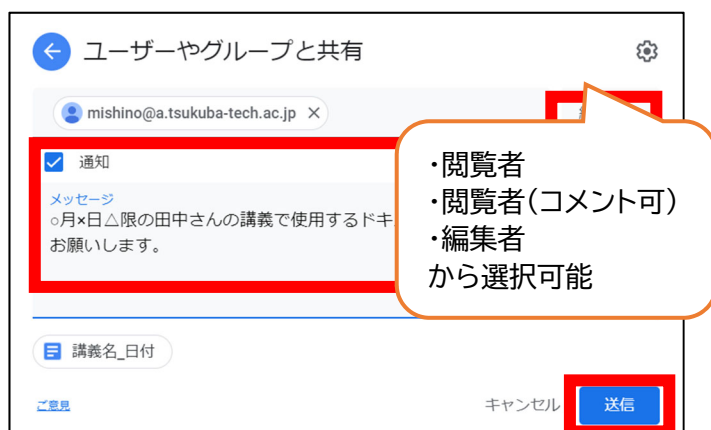 ユーザーやグループと共有
mishino@a.tsukuba-tech.ac.jp
通知
メッセージ
○月×日△限の田中さんの講義で使用するドキ
お願いします。
・閲覧者
・閲覧者(コメント可)
・編集者
から選択可能
講義名_日付
ご意見
キャンセル
送信